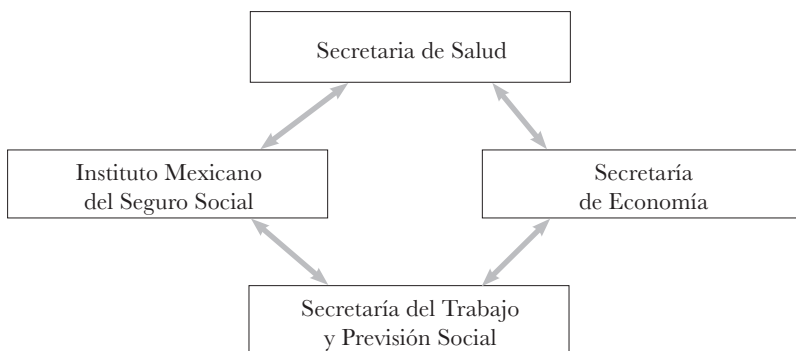 Secretaria de Salud
Instituto Mexicano
del Seguro Social
Secretaría
de Economía
Secretaría del Trabajo
y Previsión Social